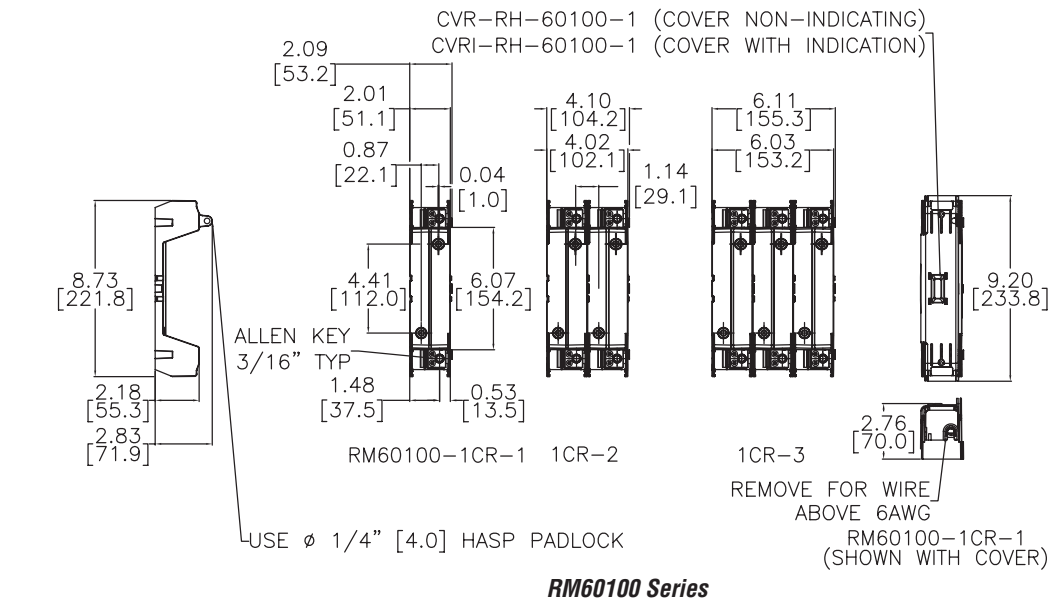 CVR-RH-60100-1 (COVER NON-INDICATING)
CVRI-RH-60100-1 (COVER WITH INDICATION)
2.09
[53.2]
2.01
[51.1]
4.10
[104.2]
6.11
[155.3]
0.87
[22.1]
4.02
[102.1]
6.03
[153.2]
0.04
[1.0]
1.14
[29.1]
8.73
[221.8]
4.41
[112.0]
6.07
[154.2]
9.20
[233.8]
ALLEN KEY
3/16” TYP
2.18
[55.3]
1.48
[37.5]
0.53
[13.5]
2.83
[71.9]
2.76
[70.0]
RM60100-1CR-1
1CR-2
1CR-3
REMOVE FOR WIRE
ABOVE 6AWG
RM60100-1CR-1
(SHOWN WITH COVER)
USE ø 1/4” [4.0] HASP PADLOCK
RM60100 Series